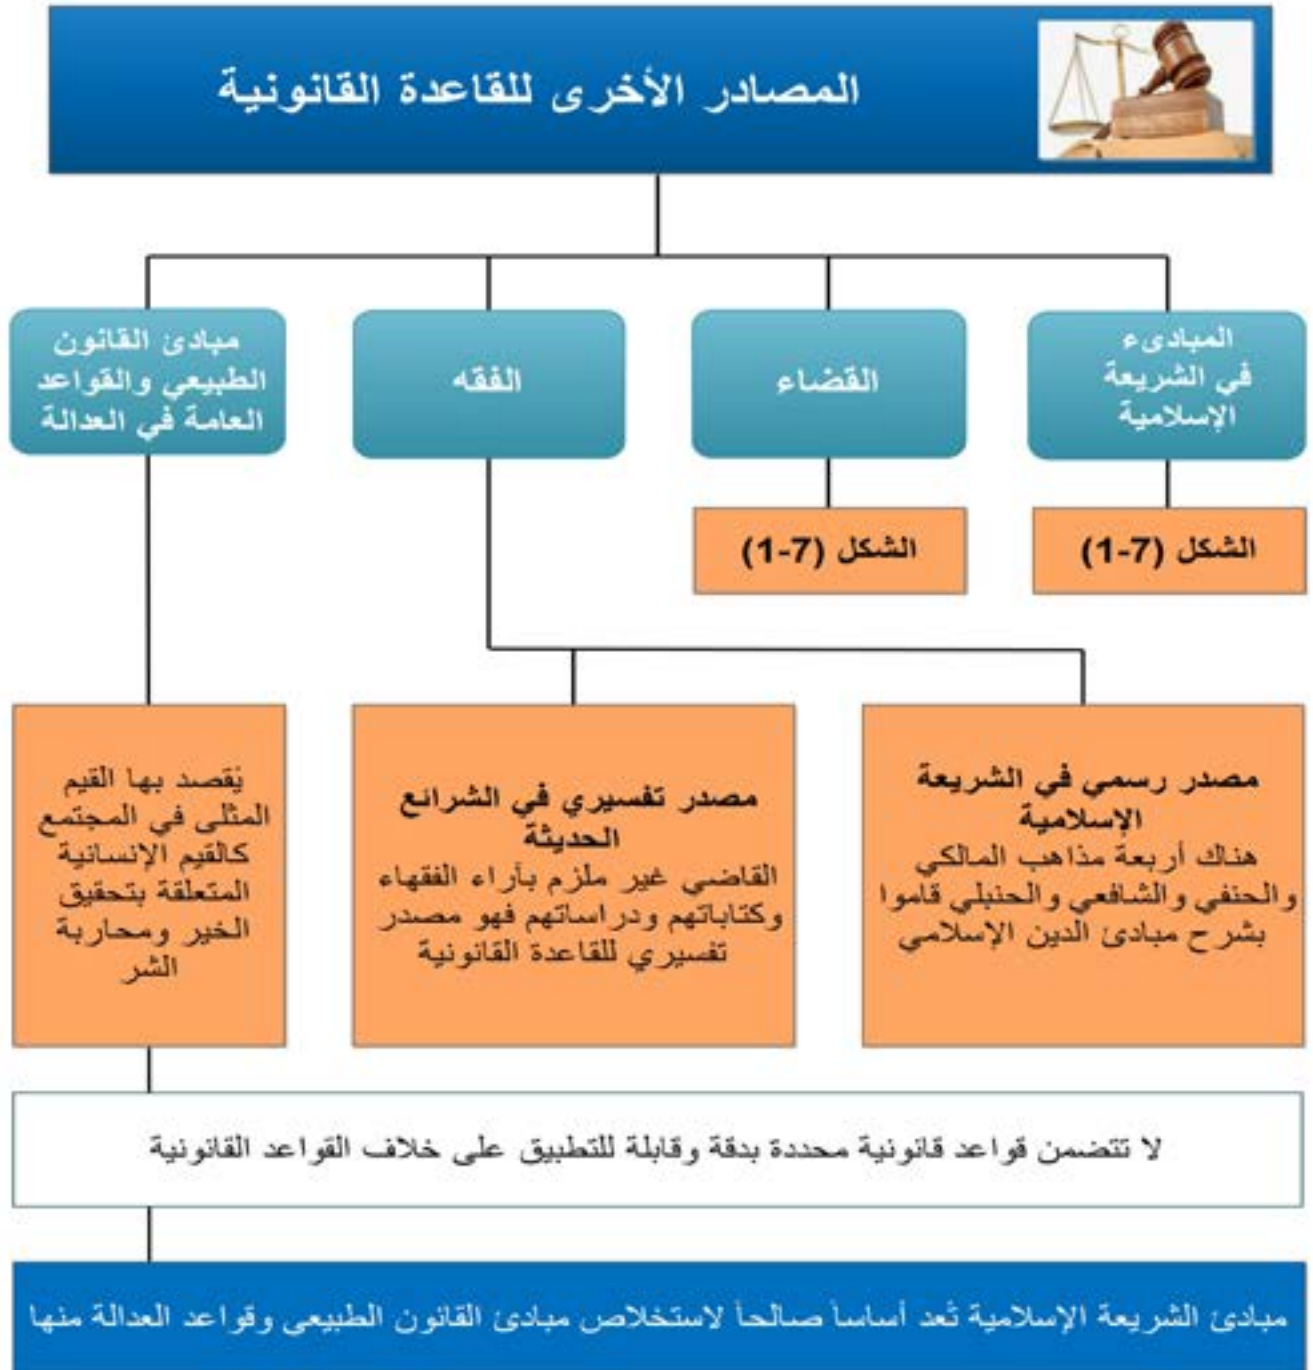 المصادر الأخرى للقاعدة القانونية
المبادىء
في الشريعة
الإسلامية
القضاء
الفقه
مبادئ القانون
الطبيعي والقواعد
العامة في العدالة
الشكل (7-1)
الشكل (7-1)
مصدر رسمي في الشريعة
الإسلامية
هناك أربعة مذاهب المالكي
والحنفي والشافعي والحنبلي قاموا
بشرح مبادئ الدين الإسلامي
مصدر تفسيري في الشرائع
الحديثة
القاضي غير ملزم بآراء الفقهاء
وكتاباتهم ودراساتهم فهو مصدر
تفسيري للقاعدة القانونية
يُقصد بها القيم
المثلى في المجتمع
كالقيم الإنسانية
المتعلقة بتحقيق
الخير ومحاربة
الشر
لا تتضمن قواعد قانونية محددة بدقة وقابلة للتطبيق على خلاف القواعد القانونية
مبادئ الشريعة الإسلامية تُعد أساساً صالحاً لاستخلاص مبادئ القانون الطبيعي وقواعد العدالة منها